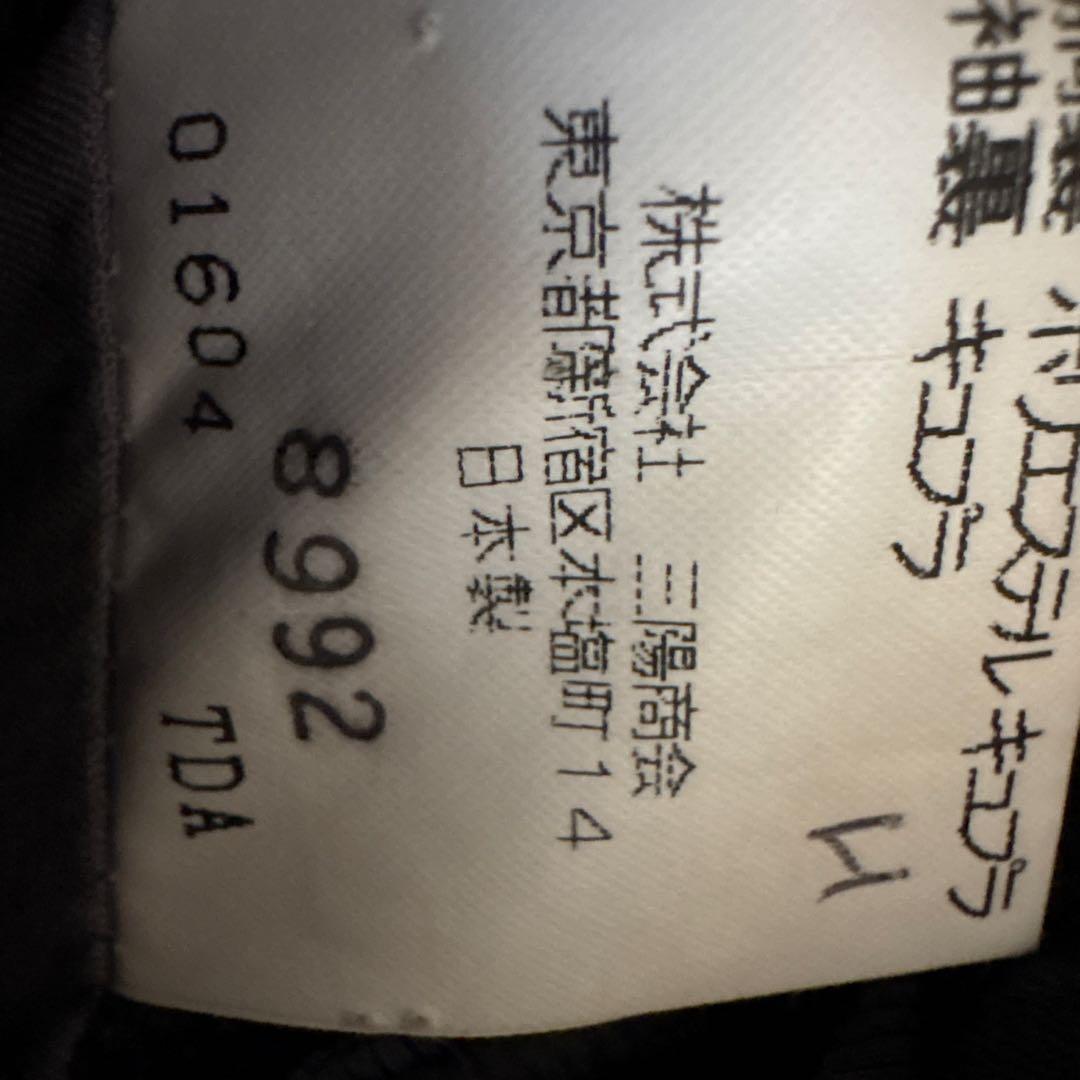 裏 ポリエステルキュプラ
袖裏 キュプラ
株式会社 三陽商会
東京都新宿区本塩町14
日本製
8992
01604 TDA